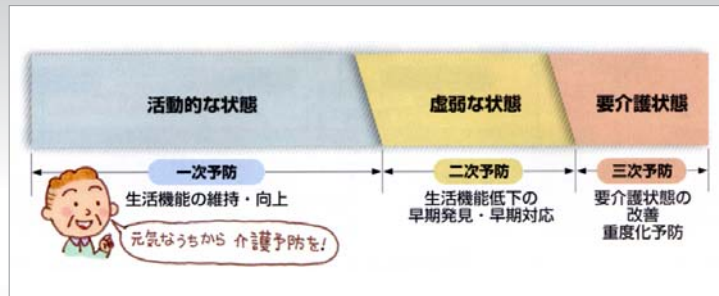 活動的な状態
虚弱な状態
要介護状態
一次予防
生活機能の維持・向上
二次予防
生活機能低下の
早期発見・早期対応
三次予防
要介護状態の
改善
重度化予防
元気なうちから 介護予防を!